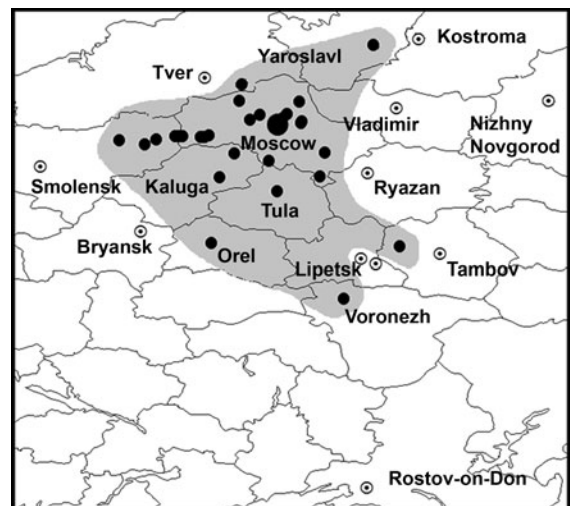 Kostroma
Yaroslavl
Tver
Vladimir
Nizhny
Novgorod
Moscow
Smolensk
Kaluga
Ryazan
Tula
Bryansk
Orel
Lipetsk
Tambov
Voronezh
Rostov-on-Don